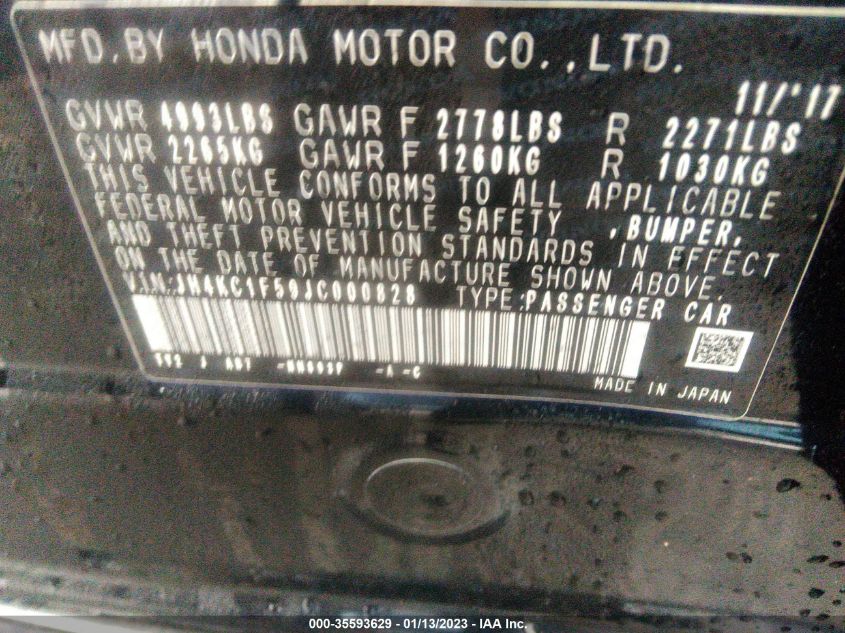 MFD. BY HONDA MOTOR CO., LTD.
11/'17
GVWR 4993LBS GAWR F 2778LBS R 2271LBS
GVWR 2265KG GAWR F 1260KG R 1030KG
THIS VEHICLE CONFORMS TO ALL APPLICABLE
FEDERAL MOTOR VEHICLE SAFETY , BUMPER,
AND THEFT PREVENTION STANDARDS IN EFFECT
ON THE DATE OF MANUFACTURE SHOWN ABOVE.
V.I.N:JH4KC1F59JC000828 TYPE:PASSENGER CAR
-A -C
MADE IN JAPAN
000-35593629 - 01/13/2023 - IAA Inc.